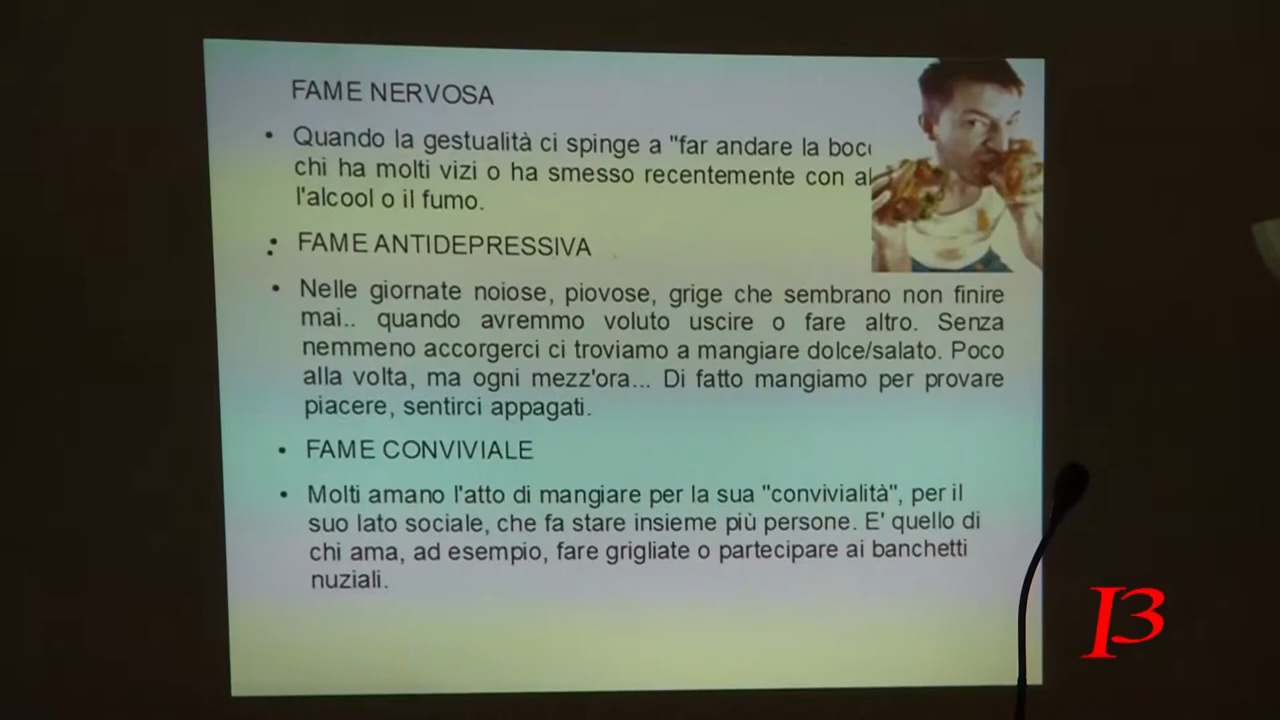 FAME NERVOSA
• Quando la gestualità ci spinge a "far andare la
chi ha molti vizi o ha smesso recentemente con
l'alcool o il fumo.
: FAME ANTIDEPRESSIVA
• Nelle giornate noiose, piovose, grige che sembrano non finire
mai.. quando avremmo voluto uscire o fare altro. Senza
nemmeno accorgerci ci troviamo a mangiare dolce/salato. Poco
alla volta, ma ogni mezz'ora... Di fatto mangiamo per provare
piacere, sentirci appagati.
• FAME CONVIVIALE
• Molti amano l'atto di mangiare per la sua "convivialità", per il
suo lato sociale, che fa stare insieme più persone. E' quello di
chi ama, ad esempio, fare grigliate o partecipare ai banchetti
nuziali.